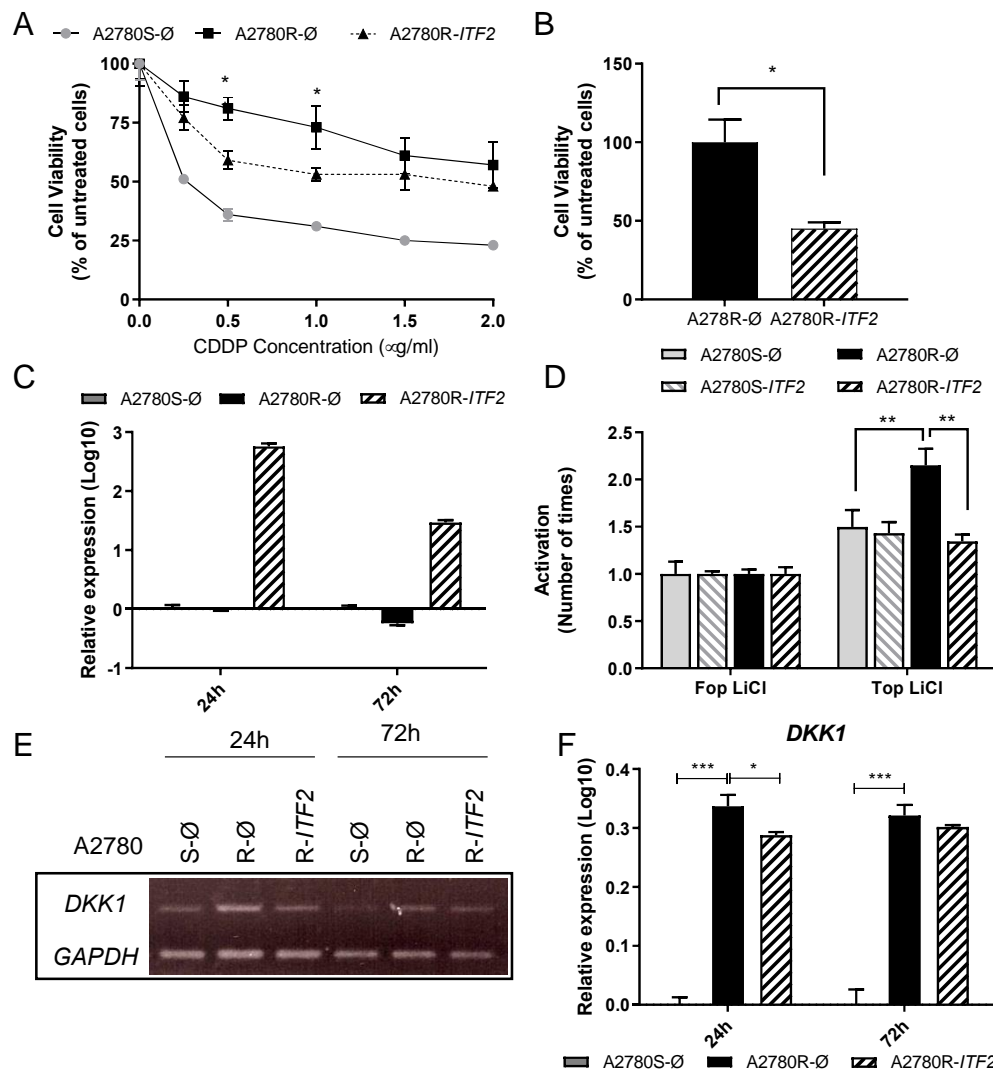 A
A2780S-Ø A2780R-Ø A2780R-ITF2
Cell Viability
(% of untreated cells)
100
75
50
25
0
* *
0.0 0.5 1.0 1.5 2.0
CDDP Concentration (∝g/ml)
B
Cell Viability
(% of untreated cells)
150
100
50
0
*
A278R-Ø A2780R-ITF2
C
A2780S-Ø A2780R-Ø A2780R-ITF2
Relative expression (Log10)
3
2
1
0
-1
24h 72h
D
A2780S-Ø A2780R-Ø
A2780S-ITF2 A2780R-ITF2
Activation
(Number of times)
2.5
2.0
1.5
1.0
0.5
0.0
** **
Fop LiCl Top LiCl
E
24h 72h
A2780 S-Ø R-Ø R-ITF2 S-Ø R-Ø R-ITF2
DKK1
GAPDH
F
DKK1
Relative expression (Log10)
0.4
0.3
0.2
0.1
0.0
*** * ***
24h 72h
A2780S-Ø A2780R-Ø A2780R-ITF2